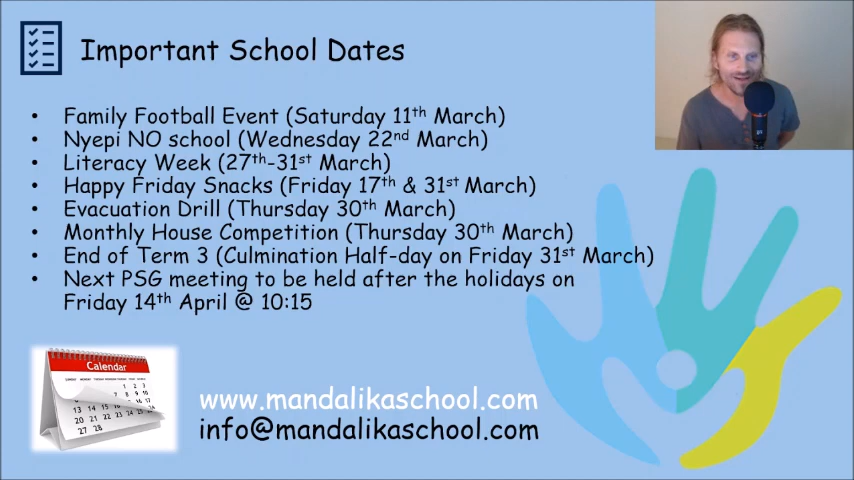 Important School Dates
• Family Football Event (Saturday 11th March)
• Nyepi NO school (Wednesday 22nd March)
• Literacy Week (27th-31st March)
• Happy Friday Snacks (Friday 17th & 31st March)
• Evacuation Drill (Thursday 30th March)
• Monthly House Competition (Thursday 30th March)
• End of Term 3 (Culmination Half-day on Friday 31st March)
• Next PSG meeting to be held after the holidays on
Friday 14th April @ 10:15
Calendar
www.mandalikaschool.com
info@mandalikaschool.com